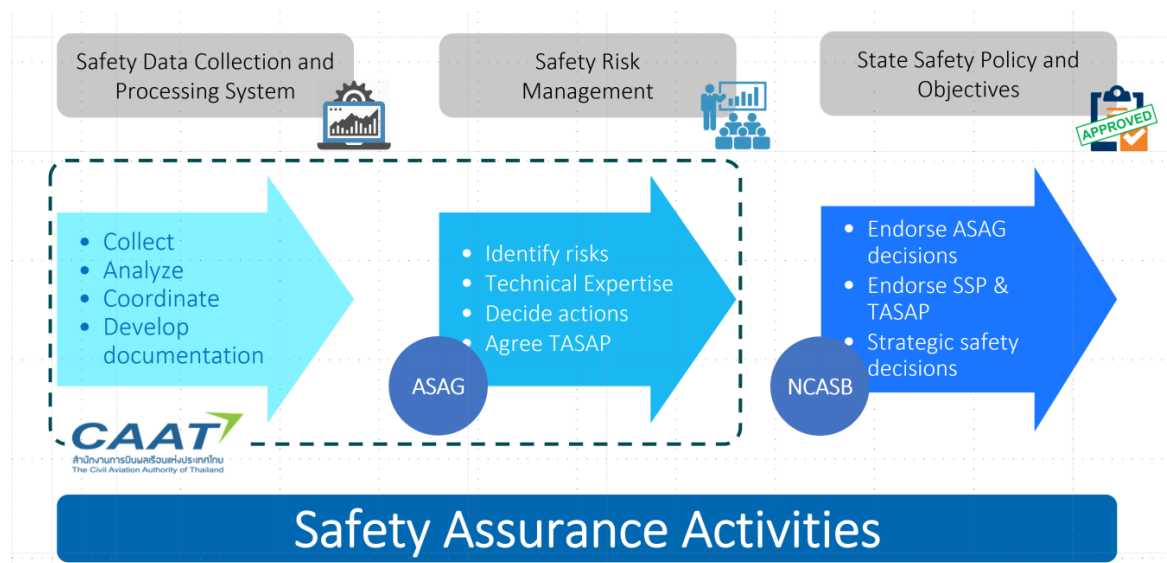 Safety Data Collection and
Processing System
Safety Risk
Management
State Safety Policy and
Objectives
APPROVED
• Collect
• Analyze
• Coordinate
• Develop
documentation
• Identify risks
• Technical Expertise
• Decide actions
• Agree TASAP
• Endorse ASAG
decisions
• Endorse SSP &
TASAP
• Strategic safety
decisions
ASAG
NCASB
CAAT
สำนักงานการบินพลเรือนแห่งประเทศไทย
The Civil Aviation Authority of Thailand
Safety Assurance Activities